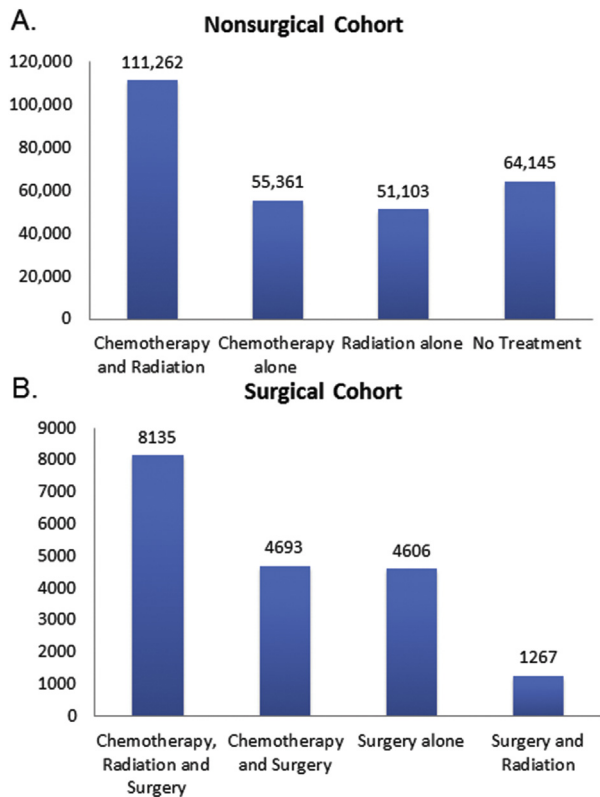 A.
Nonsurgical Cohort
120,000
100,000
80,000
60,000
40,000
20,000
0
111,262
55,361
51,103
64,145
Chemotherapy and Radiation
Chemotherapy alone
Radiation alone
No Treatment
B.
Surgical Cohort
9000
8000
7000
6000
5000
4000
3000
2000
1000
0
8135
4693
4606
1267
Chemotherapy, Radiation and Surgery
Chemotherapy and Surgery
Surgery alone
Surgery and Radiation